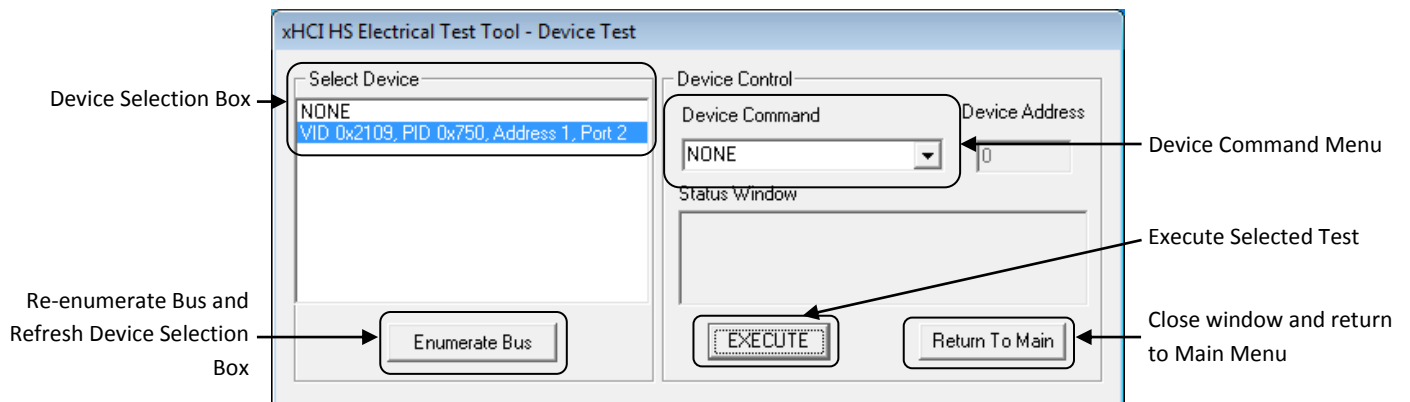 xHCI HS Electrical Test Tool - Device Test
Device Selection Box
Select Device
NONE
VID 0x2109, PID 0x750, Address 1, Port 2
Re-enumerate Bus and
Refresh Device Selection
Box
Enumerate Bus
Device Control
Device Command
NONE
Device Address
0
Device Command Menu
Status Window
Execute Selected Test
EXECUTE
Return To Main
Close window and return
to Main Menu